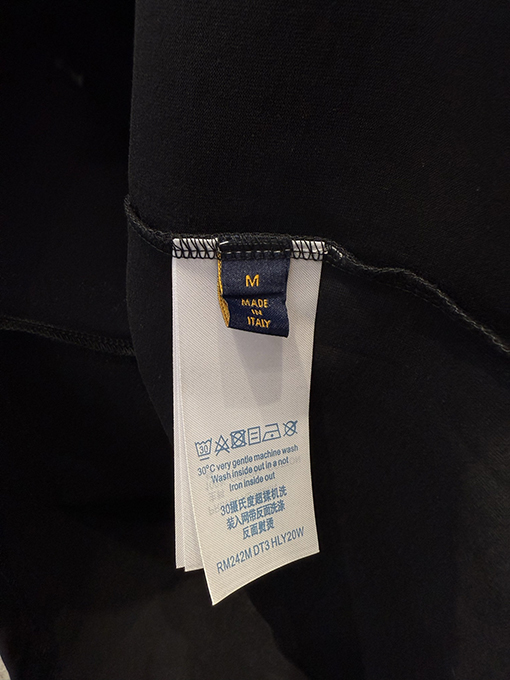 M
MADE
IN
ITALY
30
30°C very gentle machine wash
Wash inside out in a not
Iron inside out
30摄氏度超揉机洗
装入网带反面洗涤
反面熨烫
RM242M DT3 HLY20W